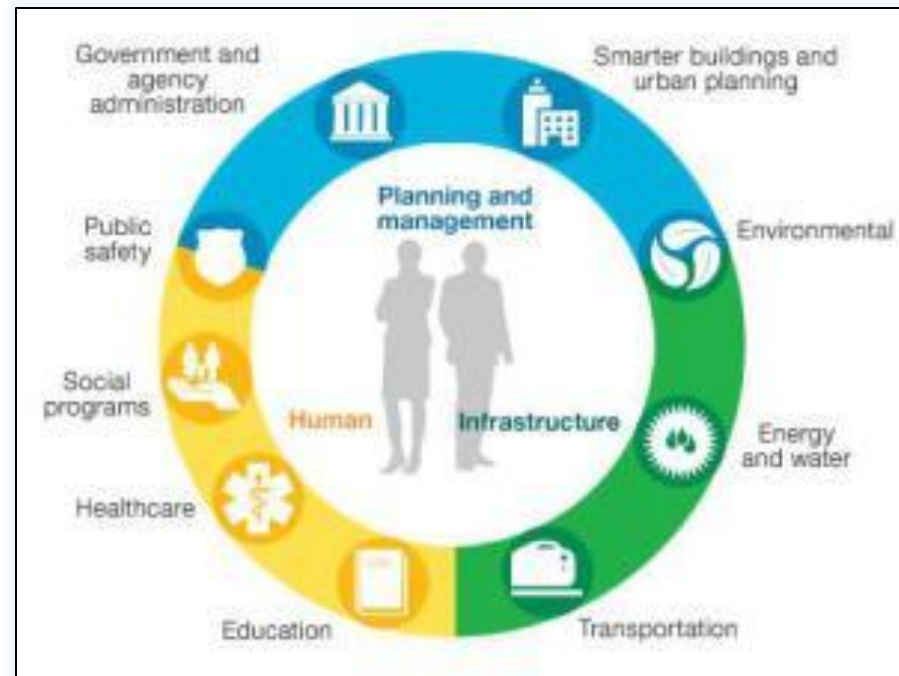 Government and
agency
administration
Smarter buildings and
urban planning
Planning and
management
Public
safety
Environmental
Social
programs
Human
Infrastructure
Energy
and water
Healthcare
Education
Transportation